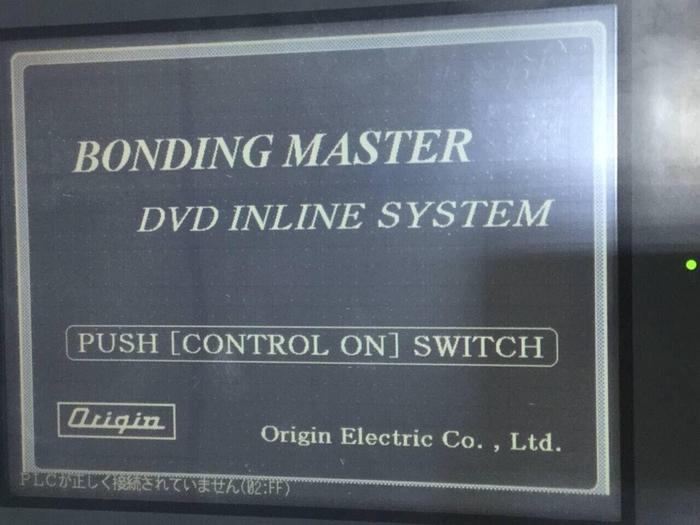 BONDING MASTER
DVD INLINE SYSTEM
PUSH [CONTROL ON] SWITCH
Origin
Origin Electric Co. , Ltd.
PLCが正しく接続されていません(02:FF)